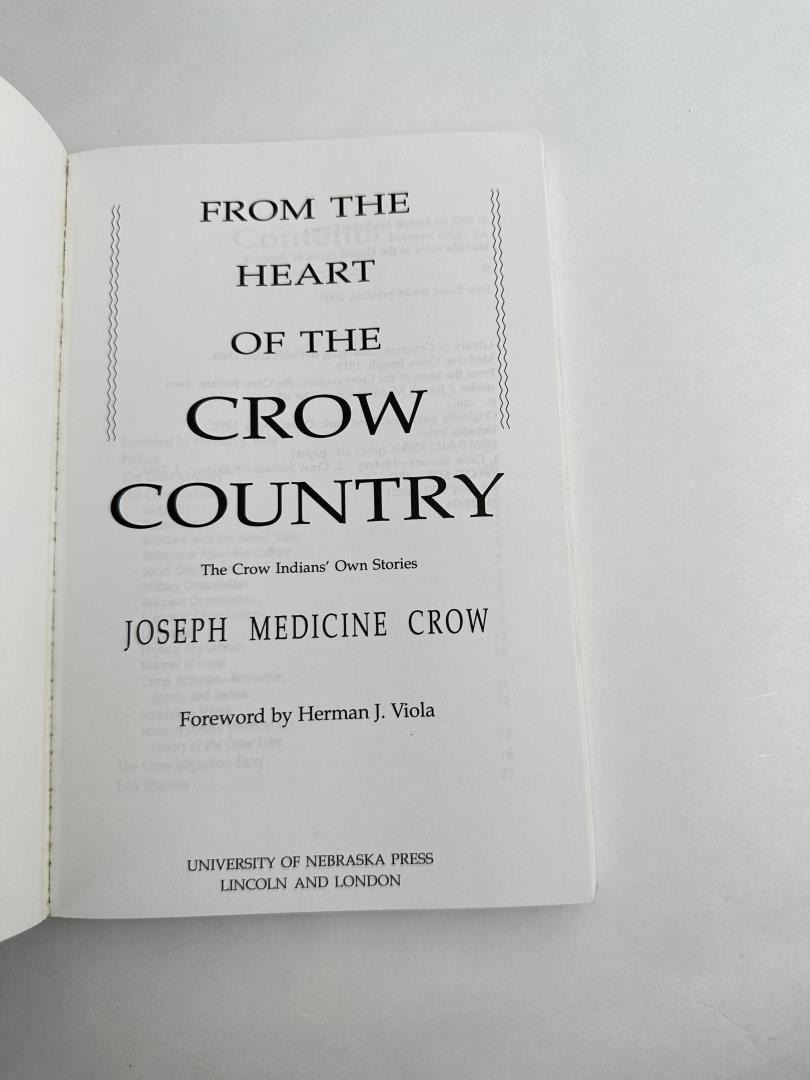 FROM THE
HEART
OF THE
CROW
COUNTRY
The Crow Indians' Own Stories
JOSEPH MEDICINE CROW
Foreword by Herman J. Viola
UNIVERSITY OF NEBRASKA PRESS
LINCOLN AND LONDON